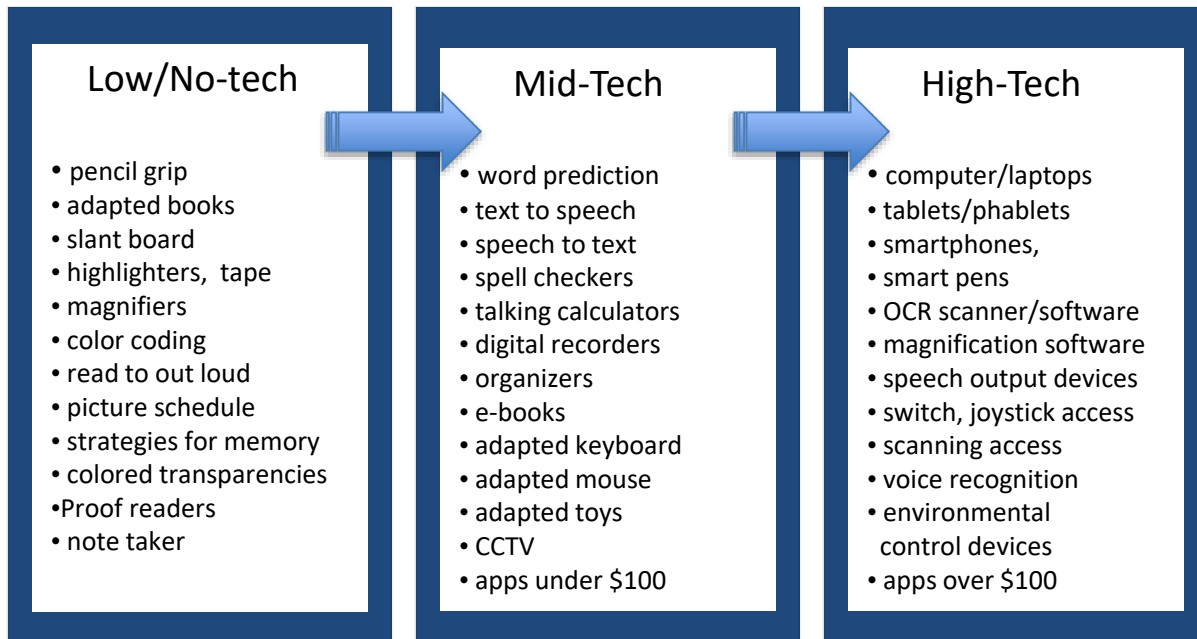 Low/No-tech
• pencil grip
• adapted books
• slant board
• highlighters,  tape
• magnifiers
• color coding
• read to out loud
• picture schedule
• strategies for memory
• colored transparencies
•Proof readers
• note taker
Mid-Tech
• word prediction
• text to speech
• speech to text
• spell checkers
• talking calculators
• digital recorders
• organizers
• e-books
• adapted keyboard
• adapted mouse
• adapted toys
• CCTV
• apps under $100
High-Tech
• computer/laptops
• tablets/phablets
• smartphones,
• smart pens
• OCR scanner/software
• magnification software
• speech output devices
• switch, joystick access
• scanning access
• voice recognition
• environmental
control devices
• apps over $100